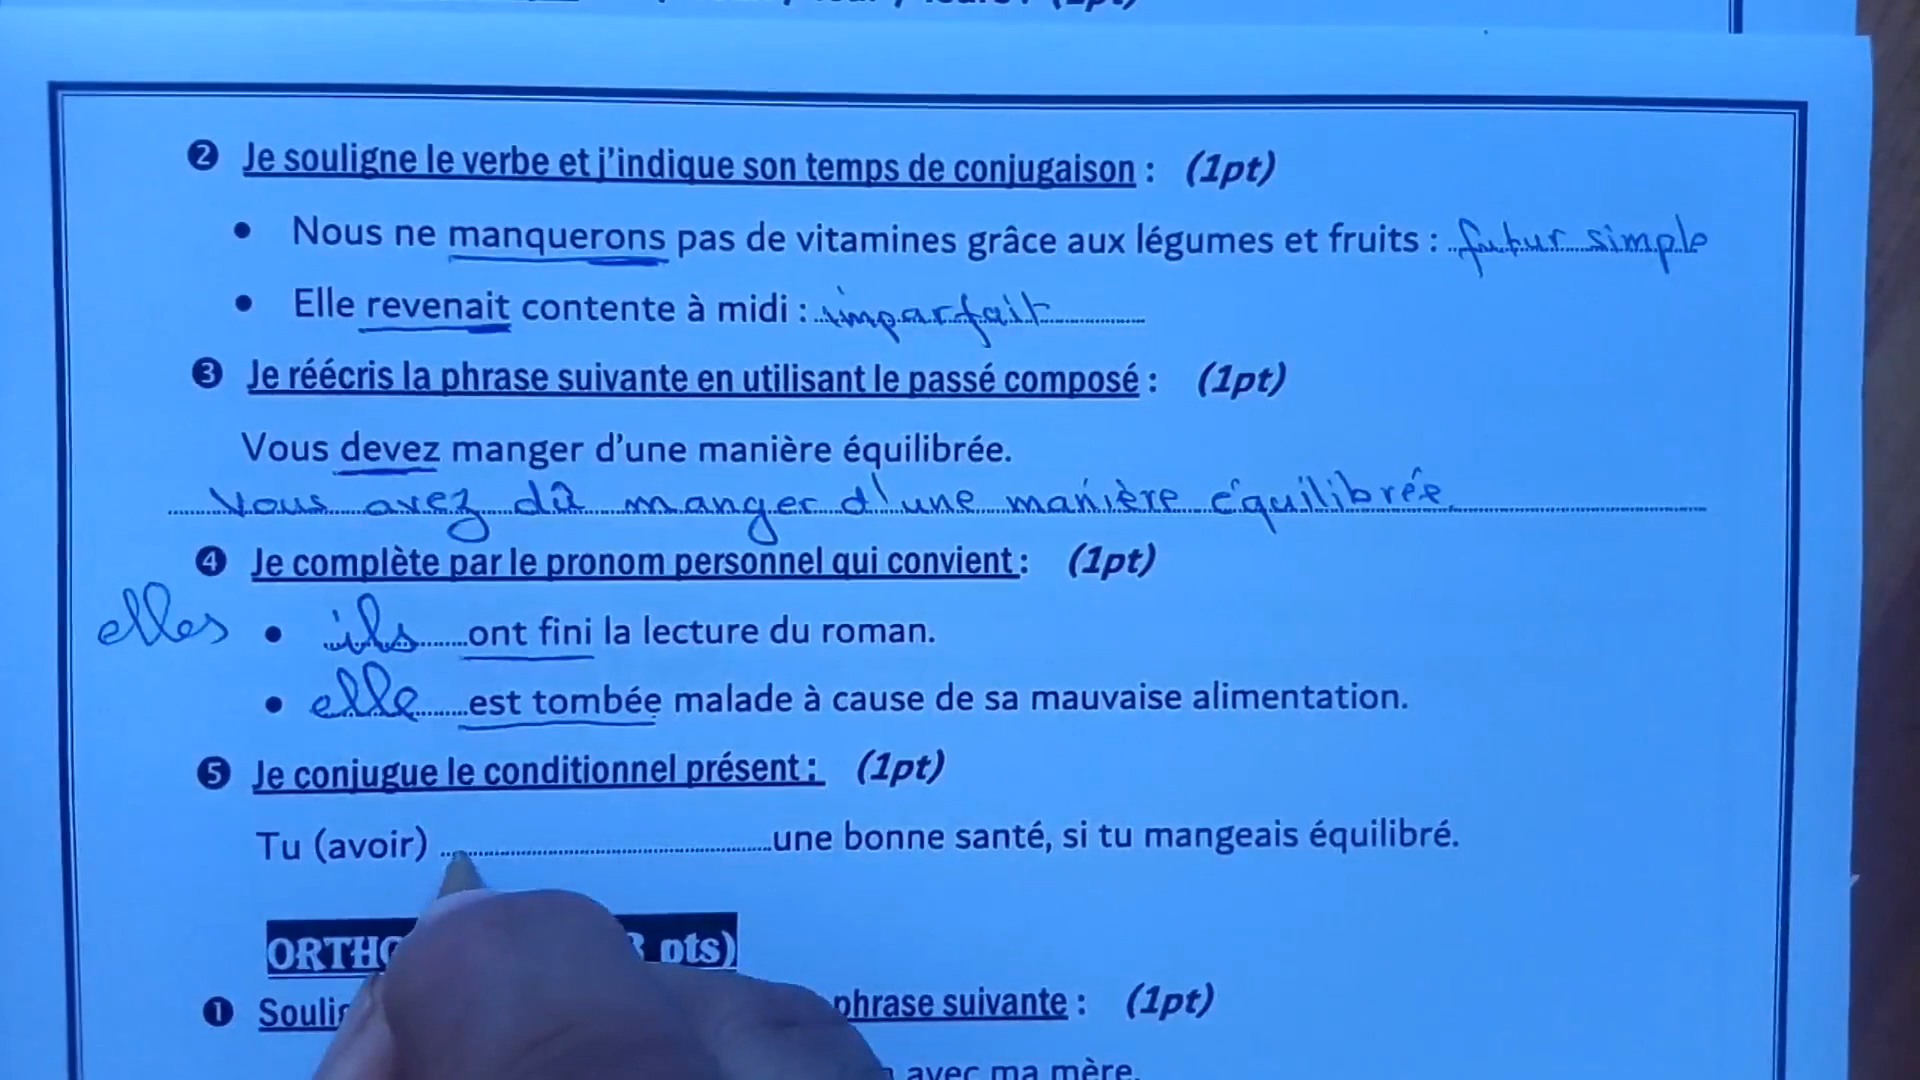 ❷ Je souligne le verbe et j'indique son temps de conjugaison : (1pt)
• Nous ne manquerons pas de vitamines grâce aux légumes et fruits : futur simple
• Elle revenait contente à midi : imparfait
❸ Je réécris la phrase suivante en utilisant le passé composé : (1pt)
Vous devez manger d'une manière équilibrée.
Vous avez dû manger d'une manière équilibrée.
❹ Je complète par le pronom personnel qui convient : (1pt)
elles • ils ont fini la lecture du roman.
• elle est tombée malade à cause de sa mauvaise alimentation.
❺ Je conjugue le conditionnel présent : (1pt)
Tu (avoir) ........ une bonne santé, si tu mangeais équilibré.
pts)
❶ phrase suivante : (1pt)
avec ma mère.